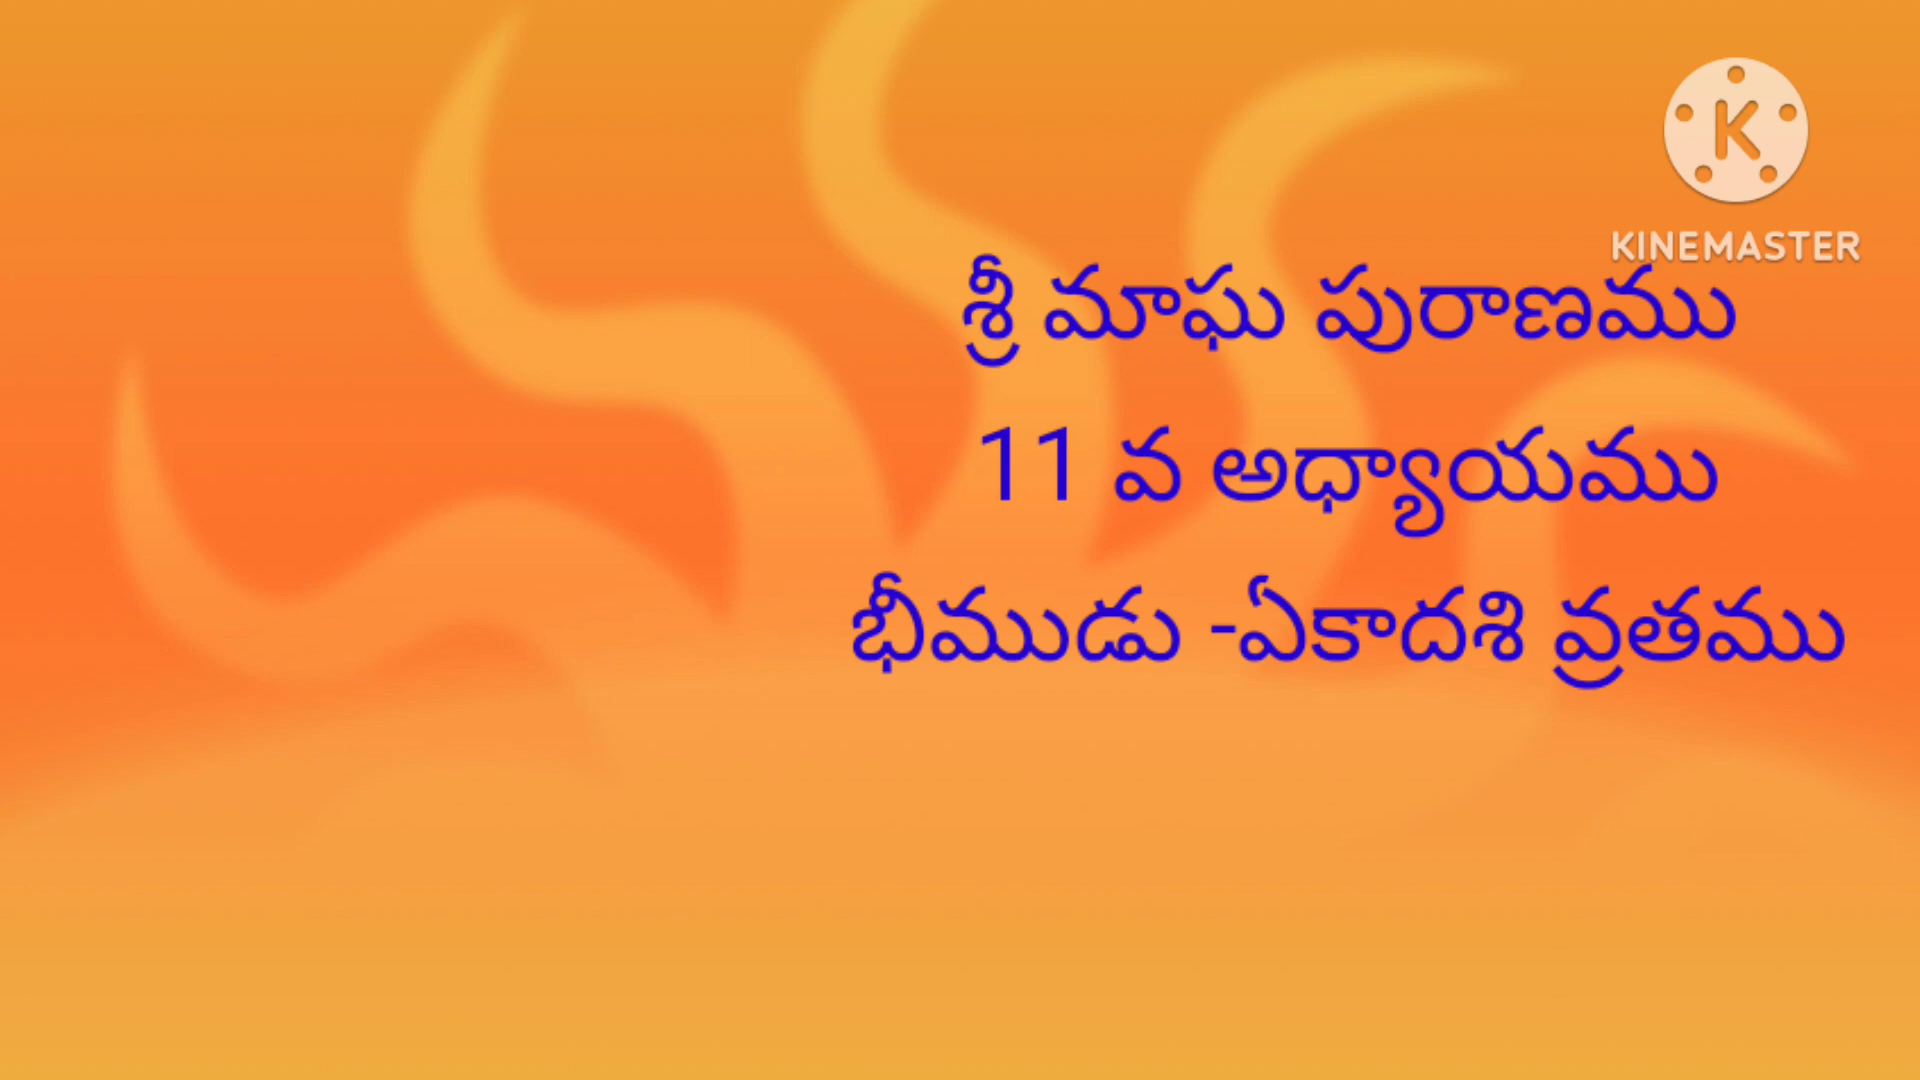 K
KINEMASTER
శ్రీ మాఘ పురాణము
11 వ అధ్యాయము
భీముడు -ఏకాదశి వ్రతము